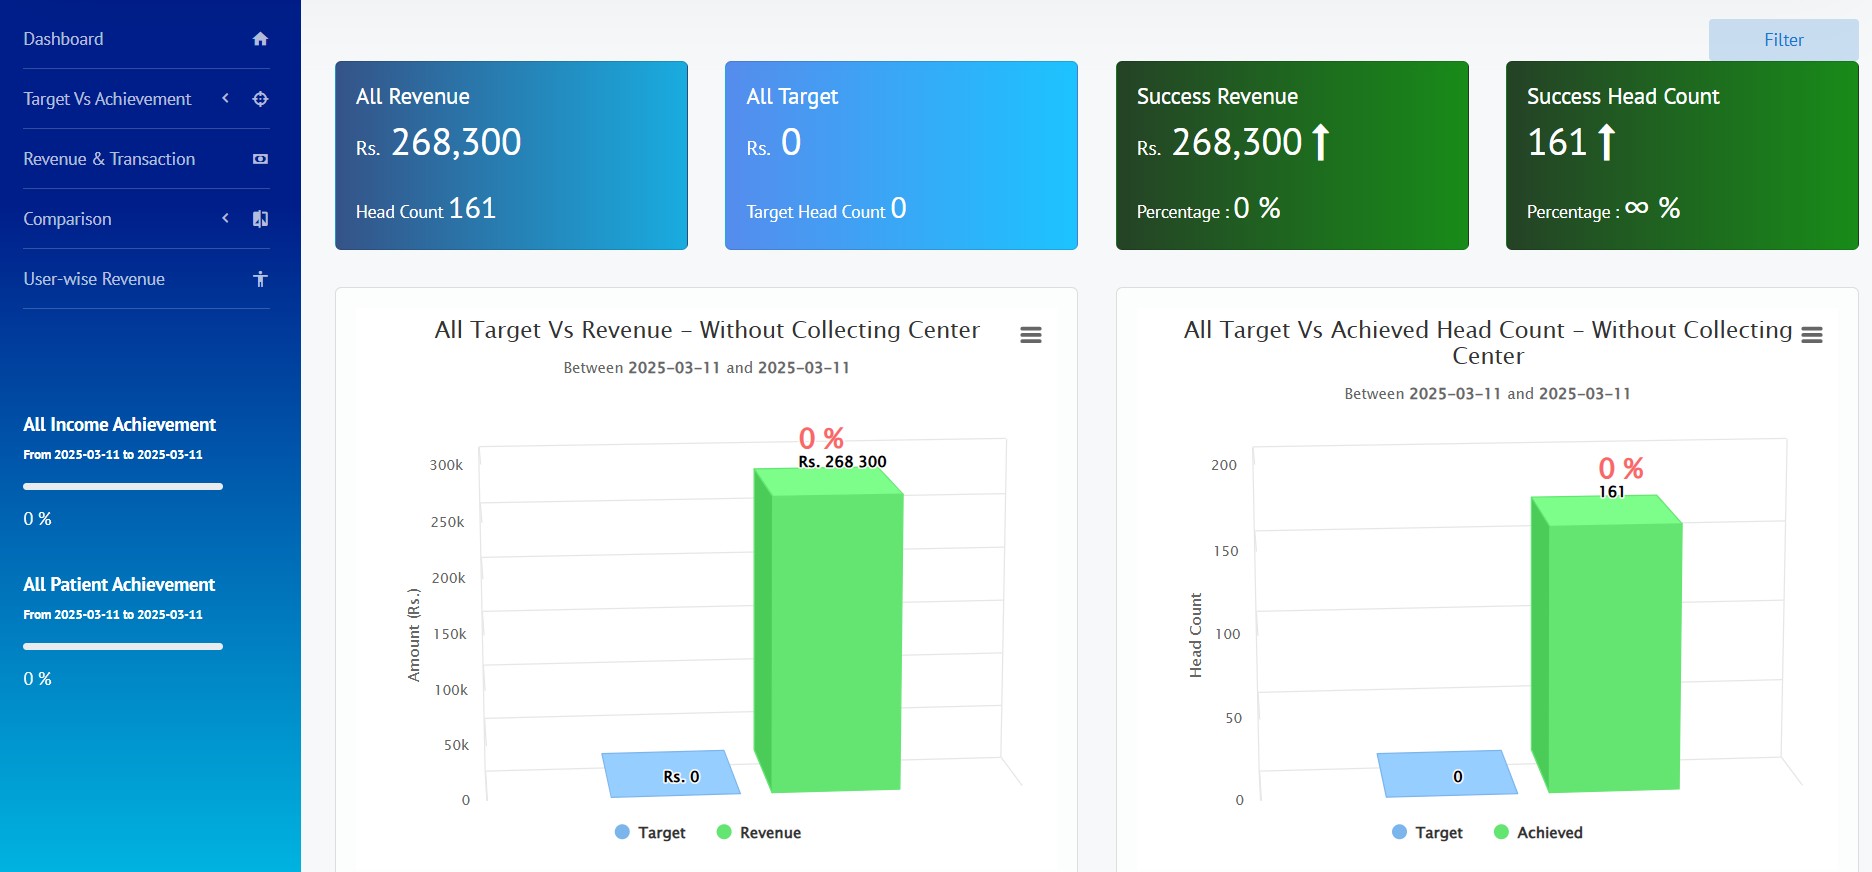 Dashboard
Target Vs Achievement
Revenue & Transaction
Comparison
User-wise Revenue
All Income Achievement
From 2025-03-11 to 2025-03-11
0 %
All Patient Achievement
From 2025-03-11 to 2025-03-11
0 %
Filter
All Revenue
Rs. 268,300
Head Count 161
All Target
Rs. 0
Target Head Count 0
Success Revenue
Rs. 268,300
Percentage : 0 %
Success Head Count
161
Percentage : ∞ %
All Target Vs Revenue – Without Collecting Center
Between 2025-03-11 and 2025-03-11
0 %
Rs. 268 300
300k
250k
200k
150k
100k
50k
0
Amount (Rs.)
Rs. 0
Target
Revenue
All Target Vs Achieved Head Count – Without Collecting
Center
Between 2025-03-11 and 2025-03-11
0 %
161
200
150
100
50
0
Head Count
0
Target
Achieved